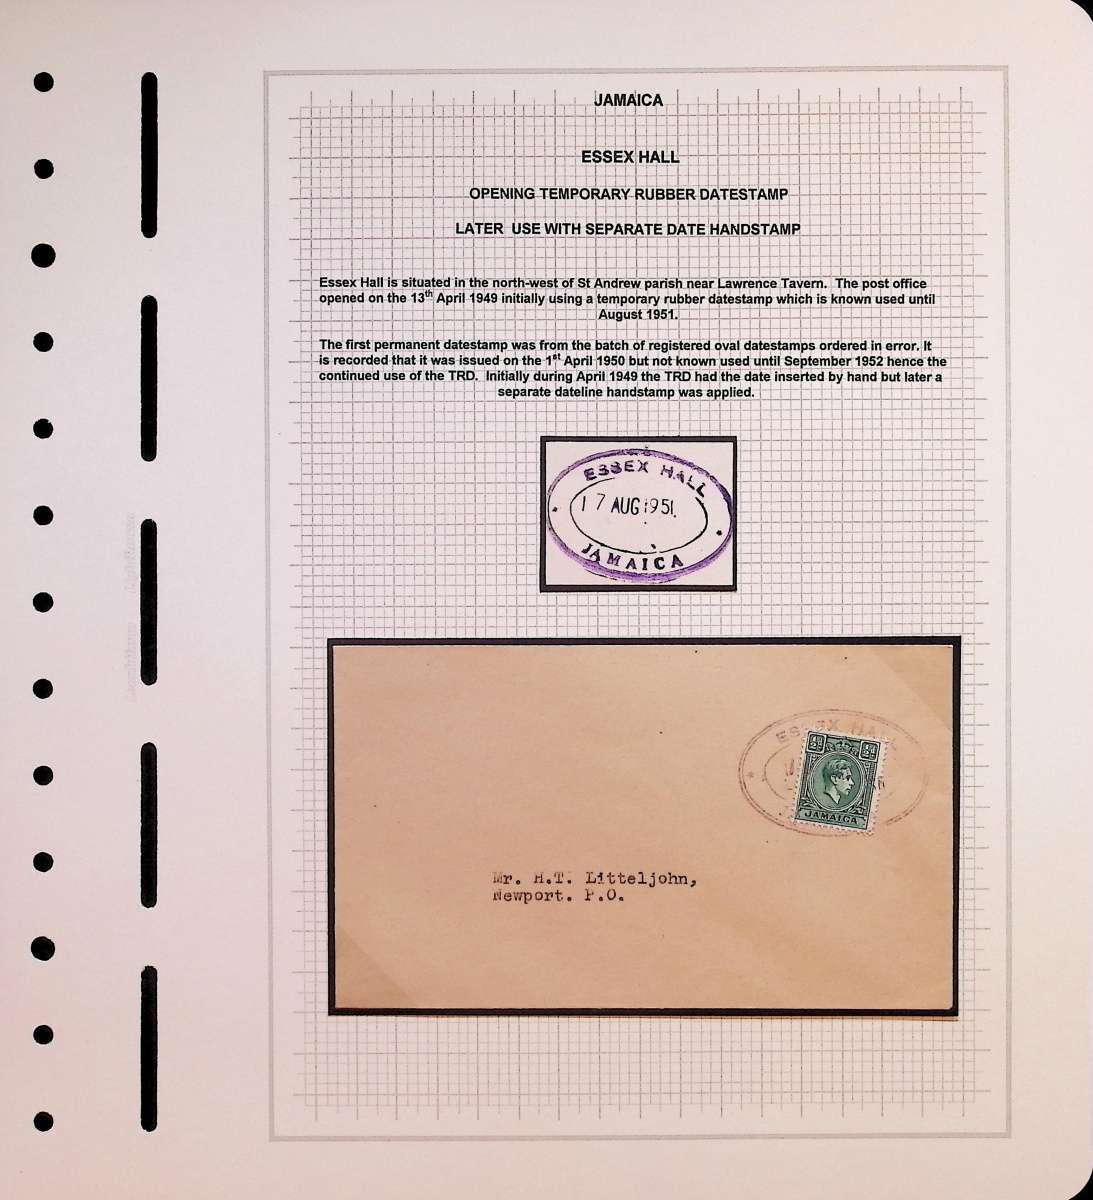 JAMAICA
ESSEX HALL
OPENING TEMPORARY RUBBER DATESTAMP
LATER USE WITH SEPARATE DATE HANDSTAMP
Essex Hall is situated in the north-west of St Andrew parish near Lawrence Tavern. The post office
opened on the 13th April 1949 initially using a temporary rubber datestamp which is known used until
August 1951.
The first permanent datestamp was from the batch of registered oval datestamps ordered in error. It
is recorded that it was issued on the 1st April 1950 but not known used until September 1952 hence the
continued use of the TRD. Initially during April 1949 the TRD had the date inserted by hand but later a
separate dateline handstamp was applied.
ESSEX HALL
17 AUG 1951
JAMAICA
ESSEX HALL
½d ½d
JAMAICA
Mr. H.T. Litteljohn,
Newport. P.O.